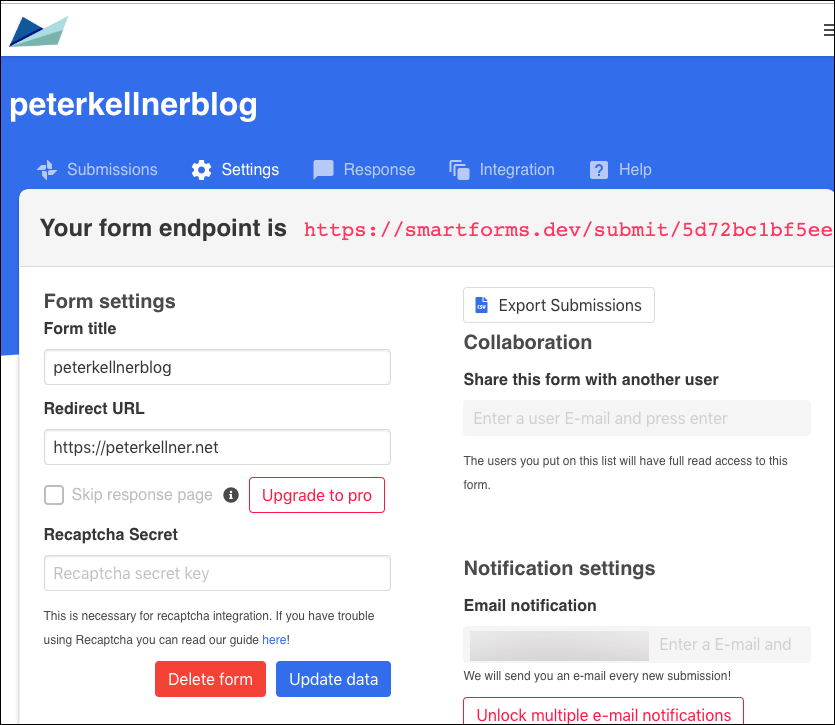 peterkellnerblog
Submissions Settings Response Integration Help
Your form endpoint is https://smartforms.dev/submit/5d72bc1bf5ee
Form settings
Form title
peterkellnerblog
Redirect URL
https://peterkellner.net
Skip response page Upgrade to pro
Recaptcha Secret
Recaptcha secret key
This is necessary for recaptcha integration. If you have trouble
using Recaptcha you can read our guide here!
Delete form Update data
CSV Export Submissions
Collaboration
Share this form with another user
Enter a user E-mail and press enter
The users you put on this list will have full read access to this
form.
Notification settings
Email notification
Enter a E-mail and
We will send you an e-mail every new submission!
Unlock multiple e-mail notifications